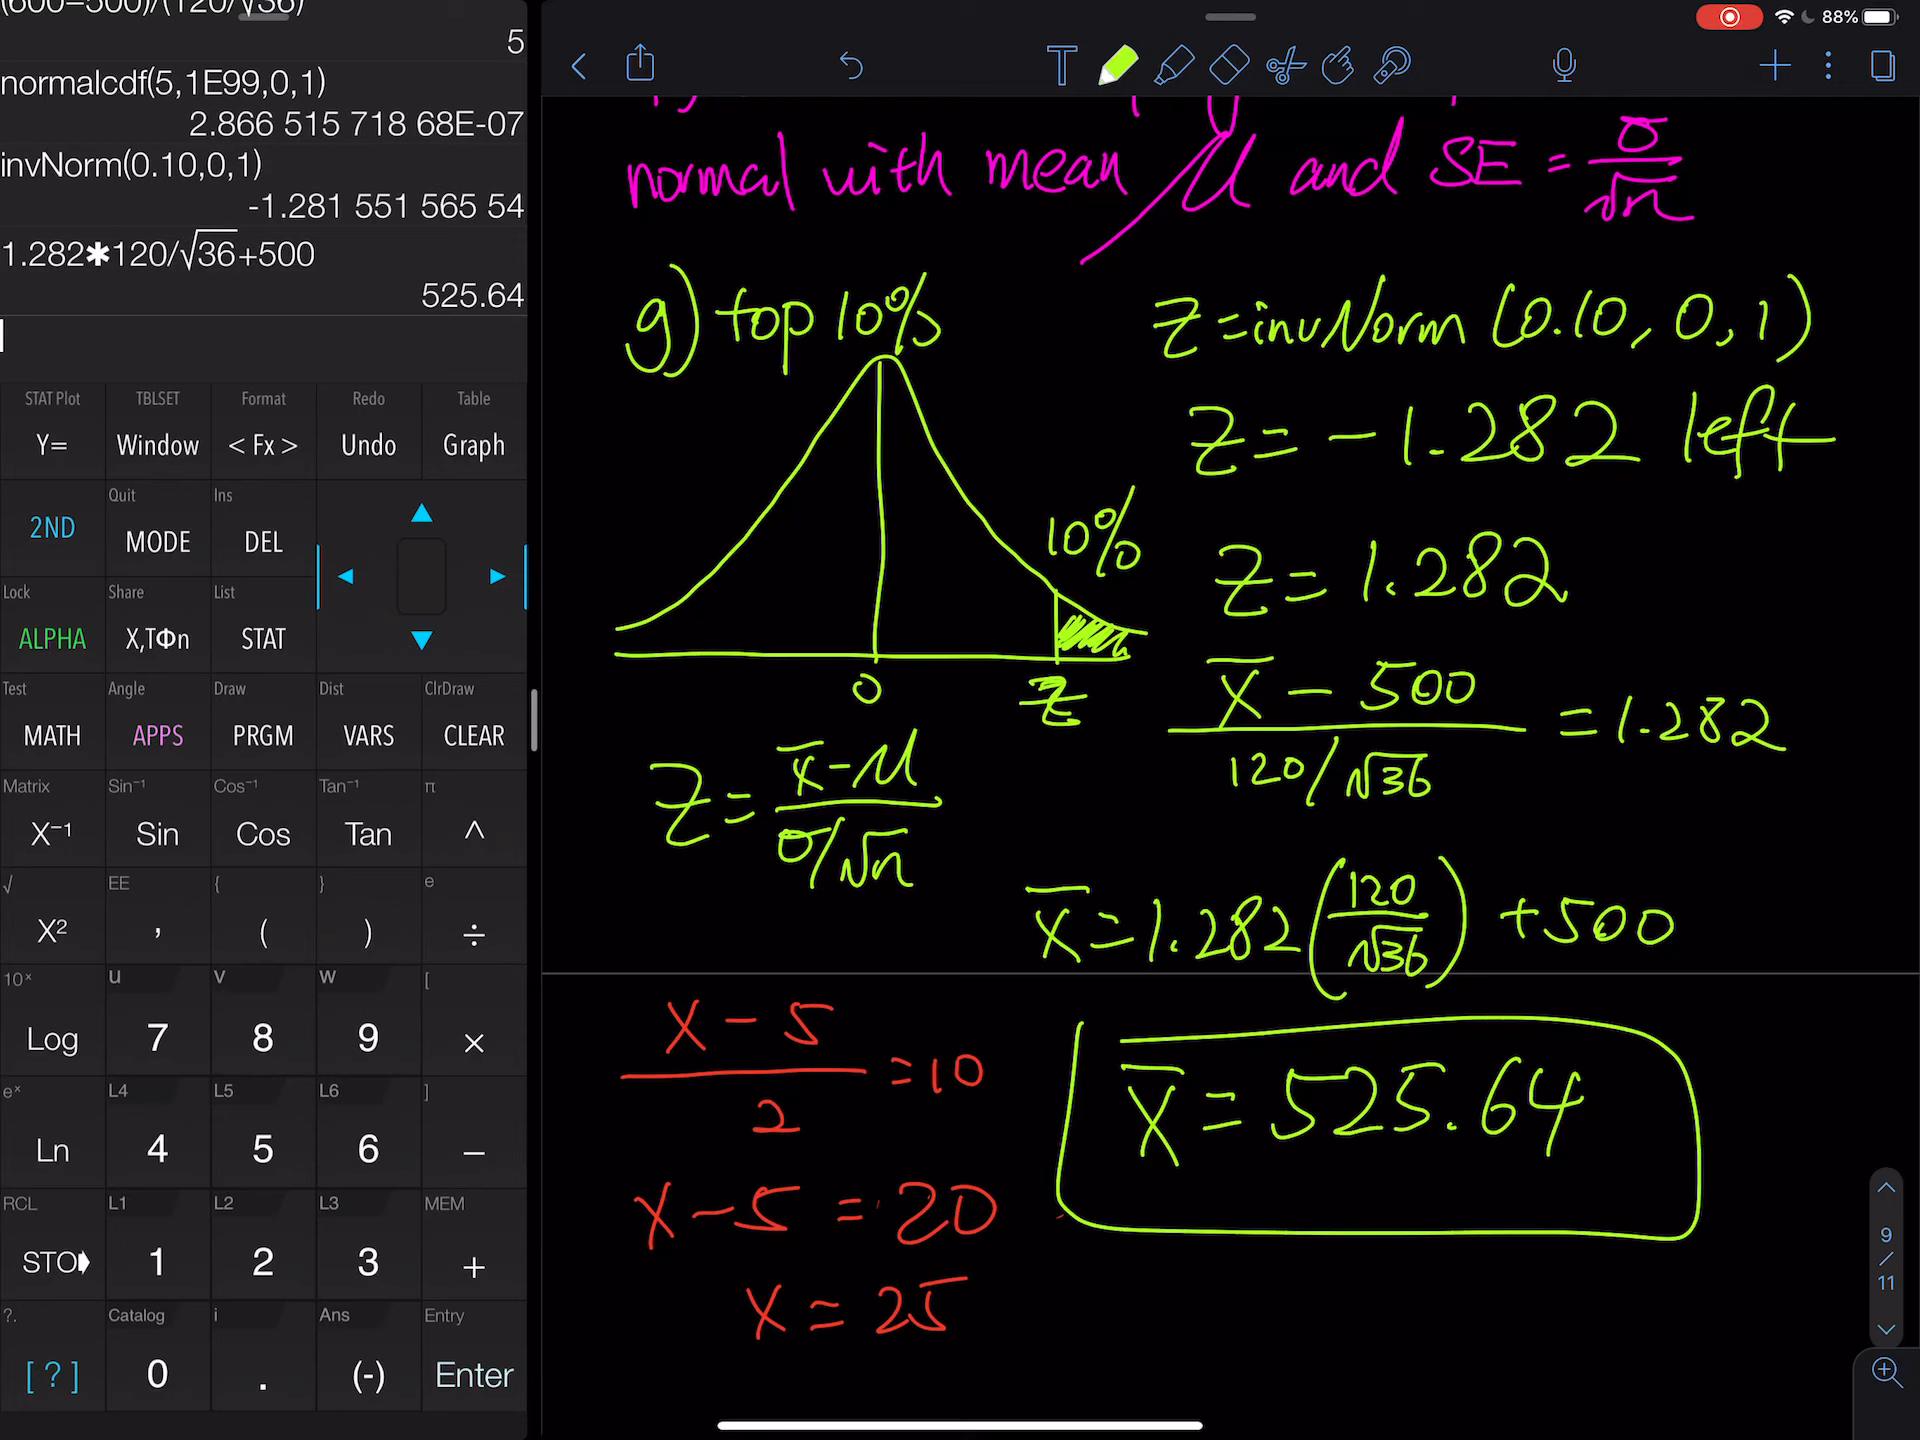 (600−500)/(120/√36)
5
normalcdf(5,1E99,0,1)
2.866 515 718 68E-07
invNorm(0.10,0,1)
-1.281 551 565 54
1.282✱120/√36+500
525.64
STAT Plot TBLSET Format Redo Table
Y= Window < Fx > Undo Graph
Quit Ins
2ND MODE DEL
Lock Share List
ALPHA X,TΦn STAT
Test Angle Draw Dist ClrDraw
MATH APPS PRGM VARS CLEAR
Matrix Sin⁻¹ Cos⁻¹ Tan⁻¹ π
X⁻¹ Sin Cos Tan ^
√ EE { } e
X² , ( ) ÷
10ˣ u v w [
Log 7 8 9 ×
eˣ L4 L5 L6 ]
Ln 4 5 6 −
RCL L1 L2 L3 MEM
STO 1 2 3 +
?. Catalog i Ans Entry
[ ? ] 0 . (-) Enter
88%
T
normal with mean μ and SE = σ/√n
g) top 10%
10%
0 z
z = (x̄ − μ)/(σ/√n)
z = invNorm (0.10, 0, 1)
z = −1.282 left
z = 1.282
(x̄ − 500)/(120/√36) = 1.282
x̄ = 1.282 (120/√36) + 500
x̄ = 525.64
(x − 5)/2 = 10
x − 5 = 20
x = 25
9
/
11